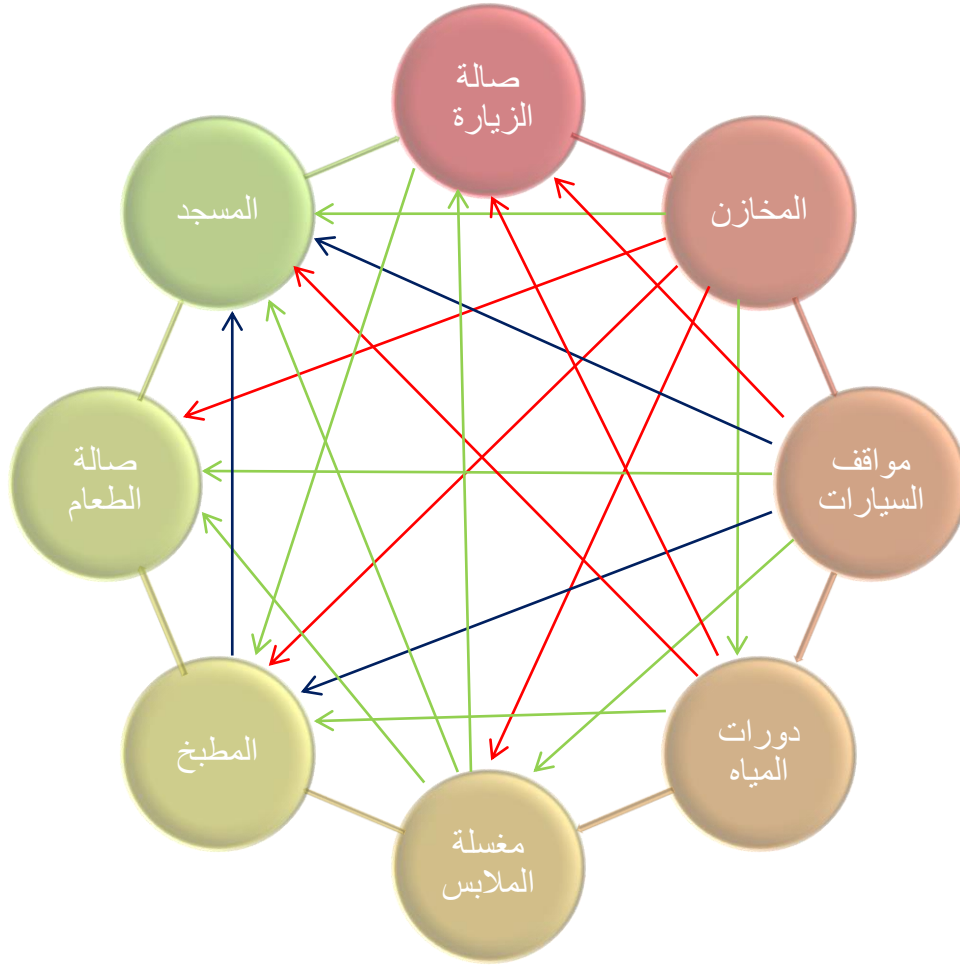 صالة
الزيارة
المخازن
مواقف
السيارات
دورات
المياه
مغسلة
الملابس
المطبخ
صالة
الطعام
المسجد